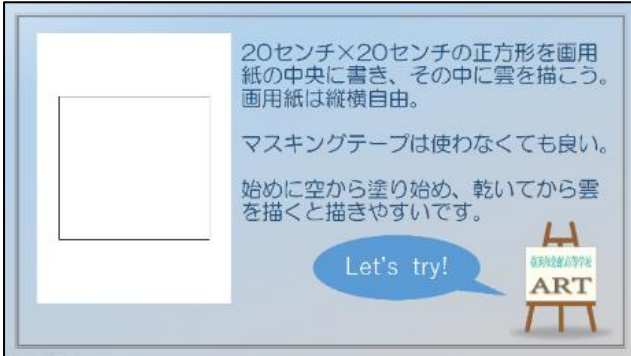 20センチ×20センチの正方形を画用
紙の中央に書き、その中に雲を描こう。
画用紙は縦横自由。
マスキングテープは使わなくても良い。
始めに空から塗り始め、乾いてから雲
を描くと描きやすいです。
Let's try!
ART